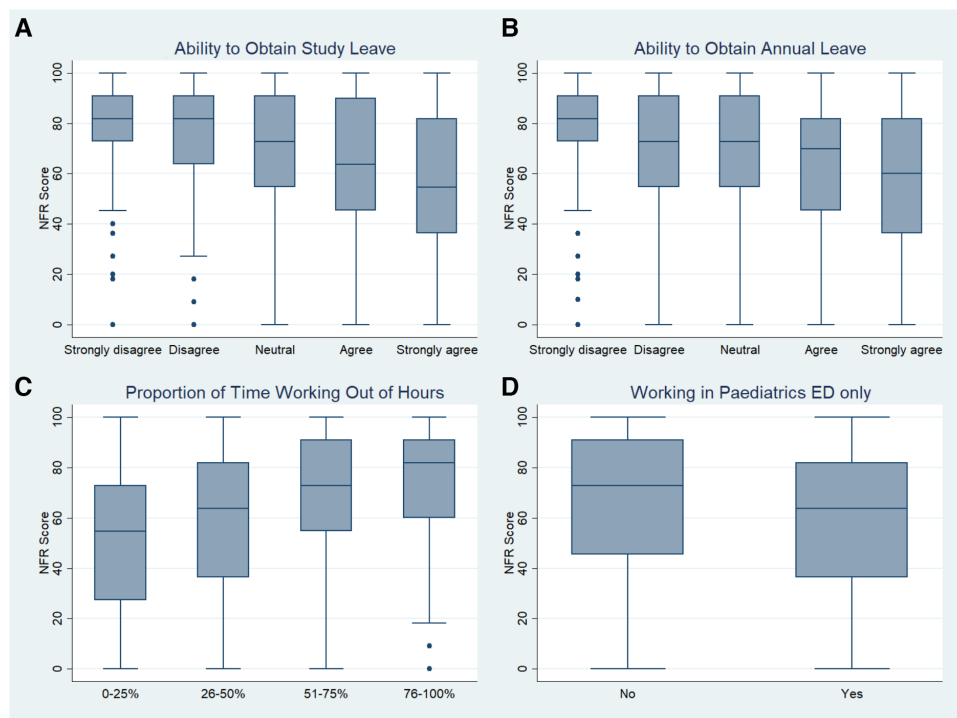 A
Ability to Obtain Study Leave
NFR Score
100
80
60
40
20
0
Strongly disagree Disagree Neutral Agree Strongly agree
B
Ability to Obtain Annual Leave
NFR Score
100
80
60
40
20
0
Strongly disagree Disagree Neutral Agree Strongly agree
C
Proportion of Time Working Out of Hours
NFR Score
100
80
60
40
20
0
0-25% 26-50% 51-75% 76-100%
D
Working in Paediatrics ED only
NFR Score
100
80
60
40
20
0
No Yes